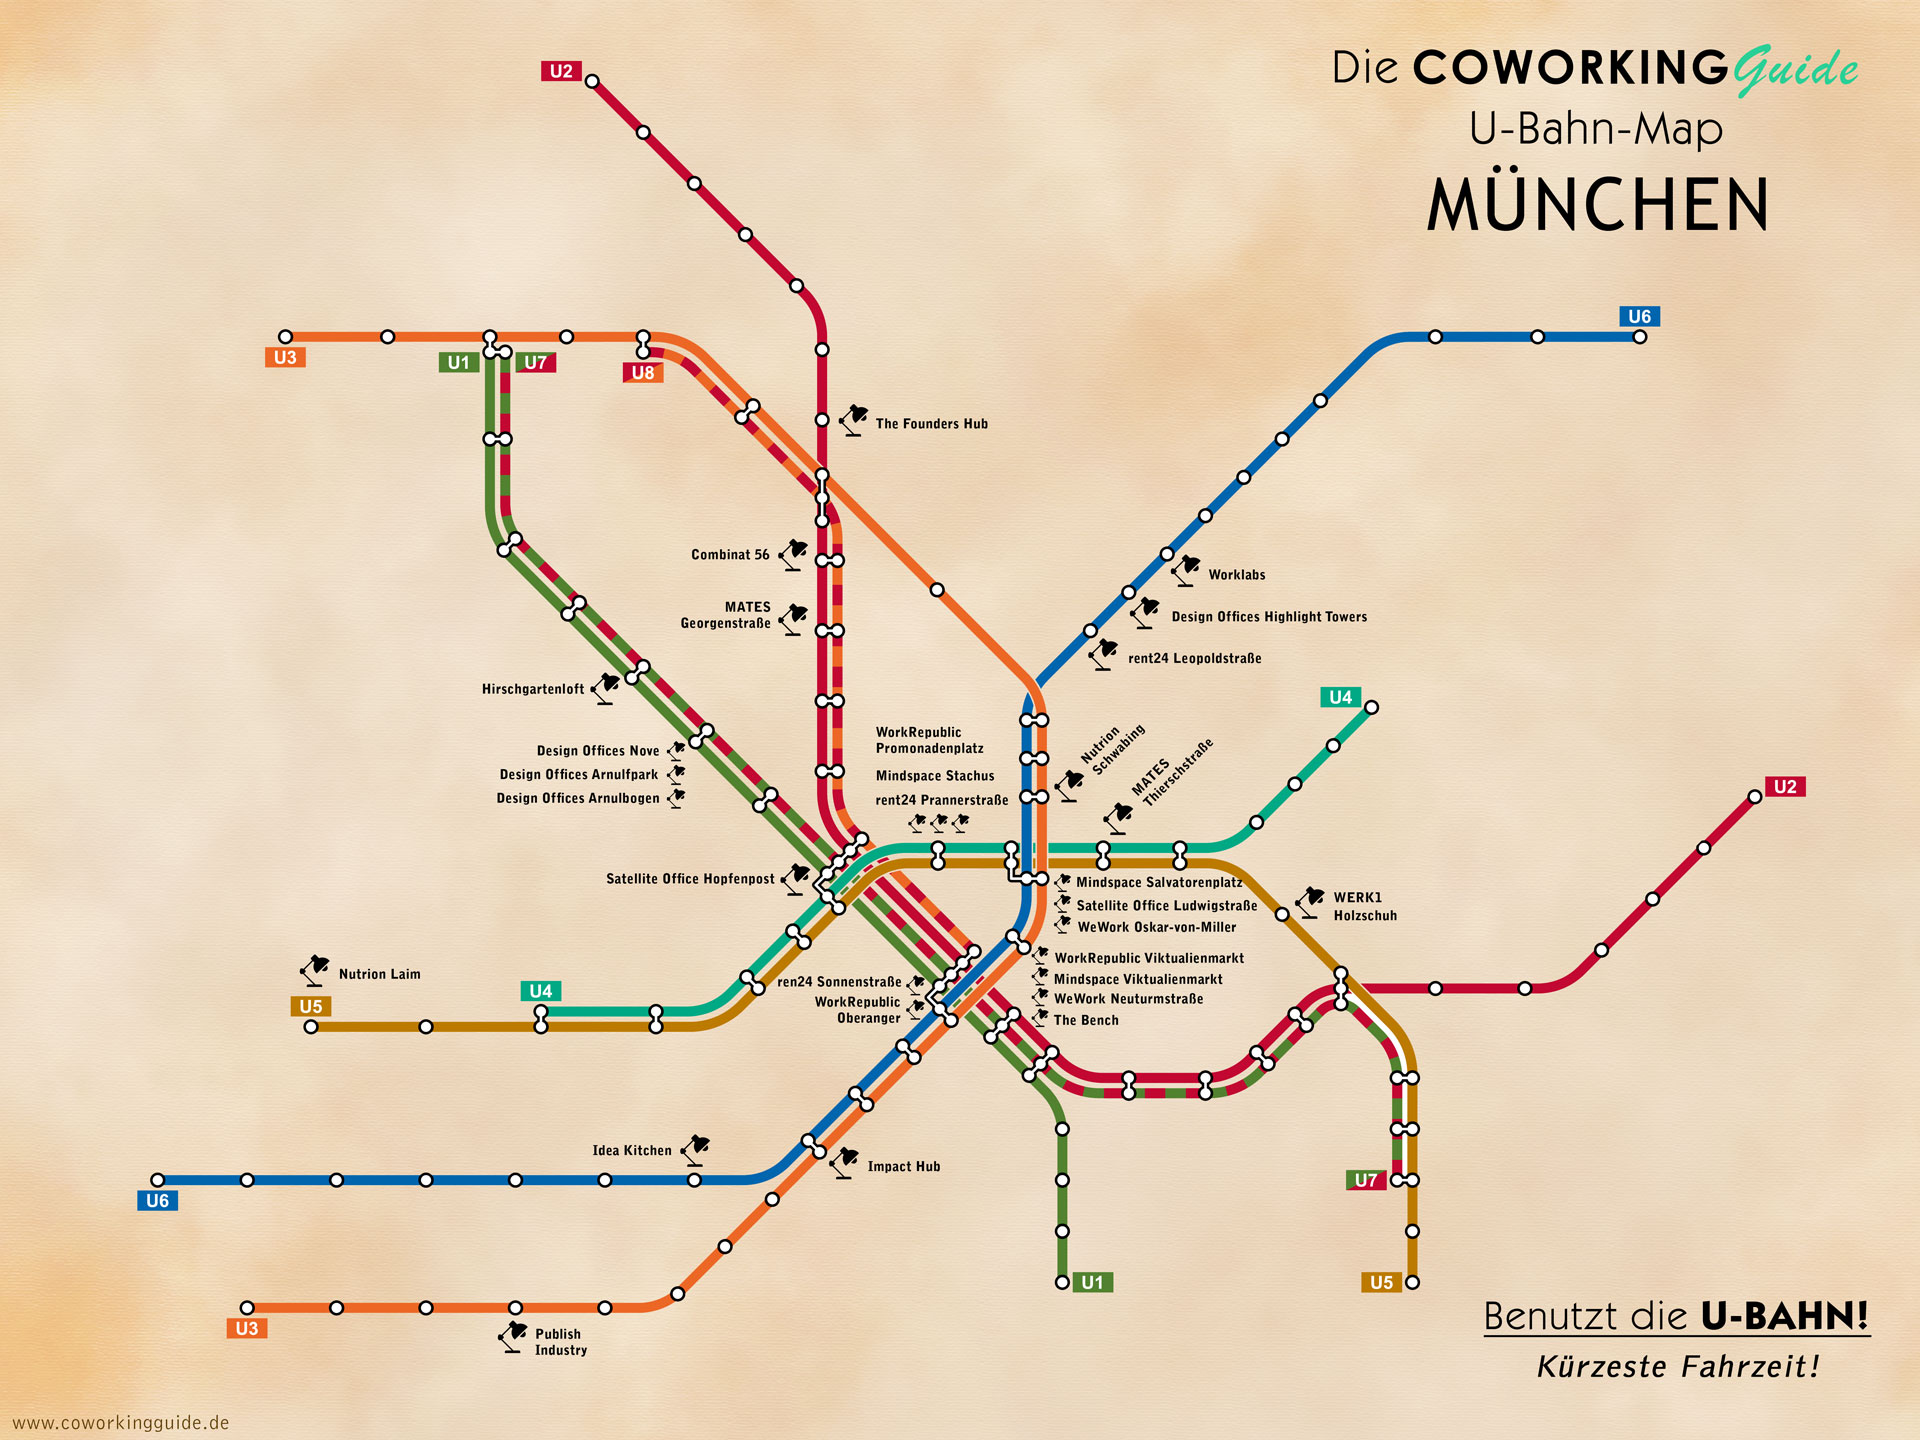 Die COWORKINGGuide
U-Bahn-Map
MÜNCHEN
U2
U6
U3
U1
U7
U8
The Founders Hub
Combinat 56
Worklabs
MATES
Georgenstraße
Design Offices Highlight Towers
rent24 Leopoldstraße
Hirschgartenloft
U4
WorkRepublic
Promonadenplatz
Nutrion
Schwabing
MATES
Thierschstraße
Design Offices Nove
Design Offices Arnulfpark
Mindspace Stachus
U2
Design Offices Arnulbogen
rent24 Prannerstraße
Satellite Office Hopfenpost
Mindspace Salvatorenplatz
Satellite Office Ludwigstraße
WeWork Oskar-von-Miller
WERK1
Holzschuh
WorkRepublic Viktualienmarkt
Mindspace Viktualienmarkt
WeWork Neuturmstraße
The Bench
Nutrion Laim
U5
U4
ren24 Sonnenstraße
WorkRepublic
Oberanger
Idea Kitchen
Impact Hub
U6
U7
U1
U5
U3
Publish
Industry
Benutzt die U-BAHN!
Kürzeste Fahrzeit!
www.coworkingguide.de